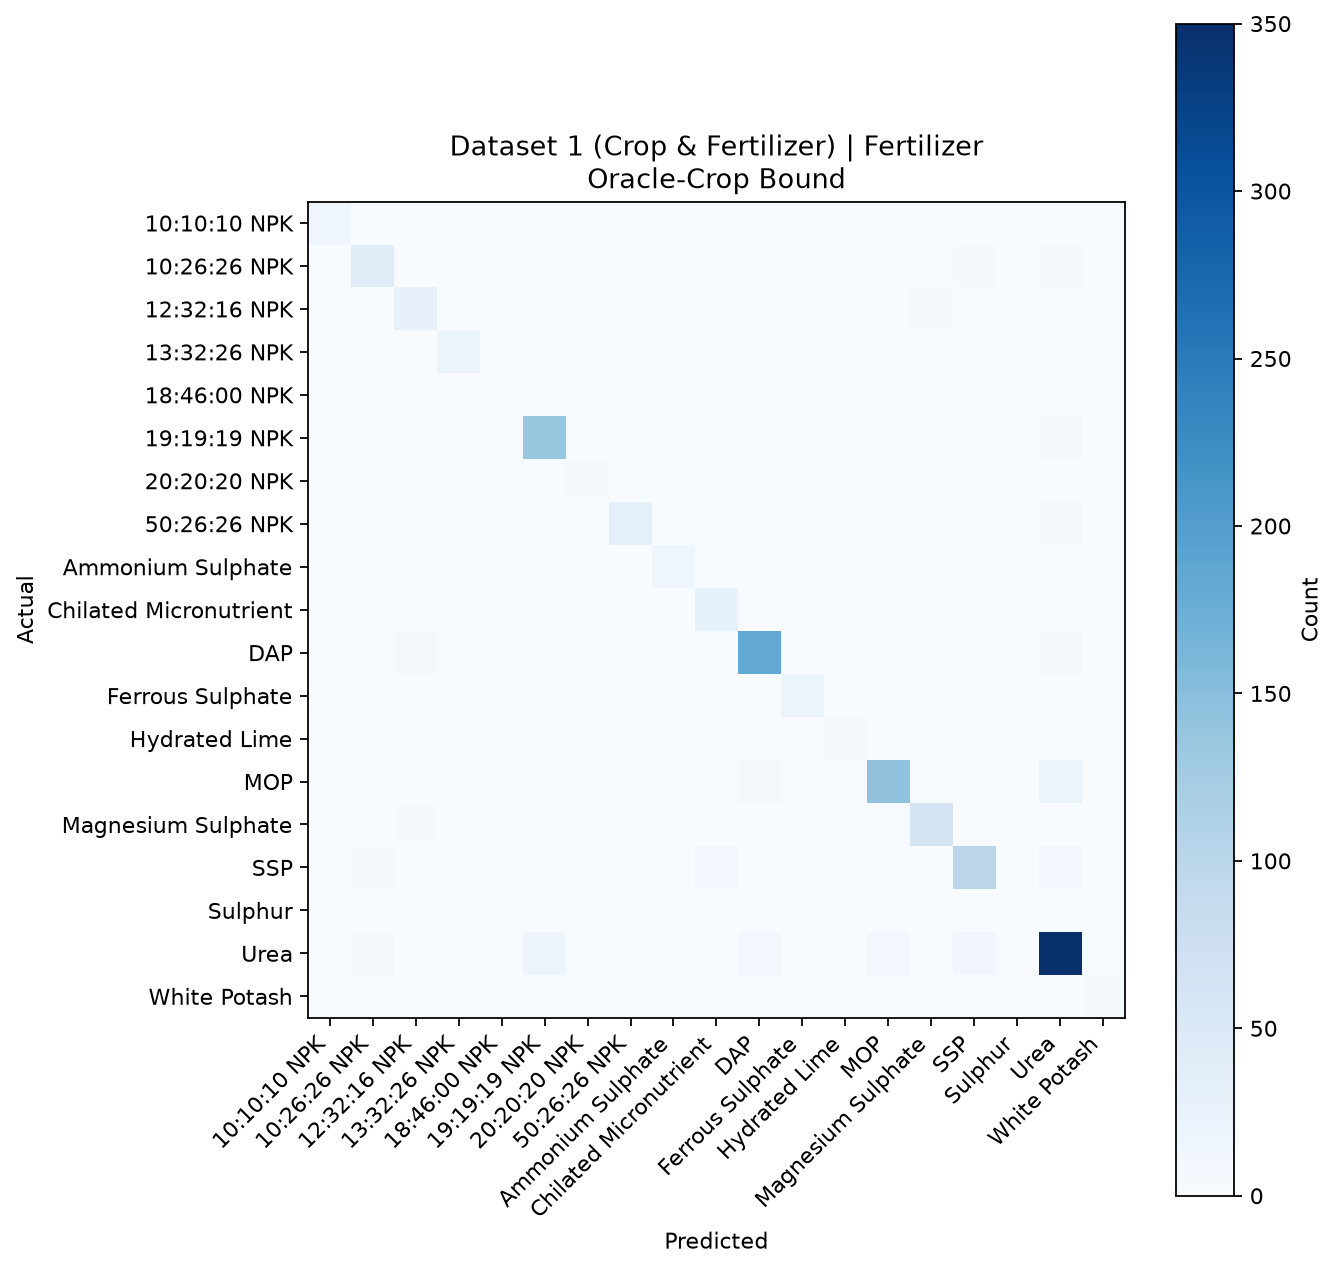 Dataset 1 (Crop & Fertilizer) | Fertilizer
Oracle-Crop Bound
Actual
10:10:10 NPK
10:26:26 NPK
12:32:16 NPK
13:32:26 NPK
18:46:00 NPK
19:19:19 NPK
20:20:20 NPK
50:26:26 NPK
Ammonium Sulphate
Chilated Micronutrient
DAP
Ferrous Sulphate
Hydrated Lime
MOP
Magnesium Sulphate
SSP
Sulphur
Urea
White Potash
10:10:10 NPK
10:26:26 NPK
12:32:16 NPK
13:32:26 NPK
18:46:00 NPK
19:19:19 NPK
20:20:20 NPK
50:26:26 NPK
Ammonium Sulphate
Chilated Micronutrient
DAP
Ferrous Sulphate
Hydrated Lime
MOP
Magnesium Sulphate
SSP
Sulphur
Urea
White Potash
Predicted
350
300
250
200
150
100
50
0
Count